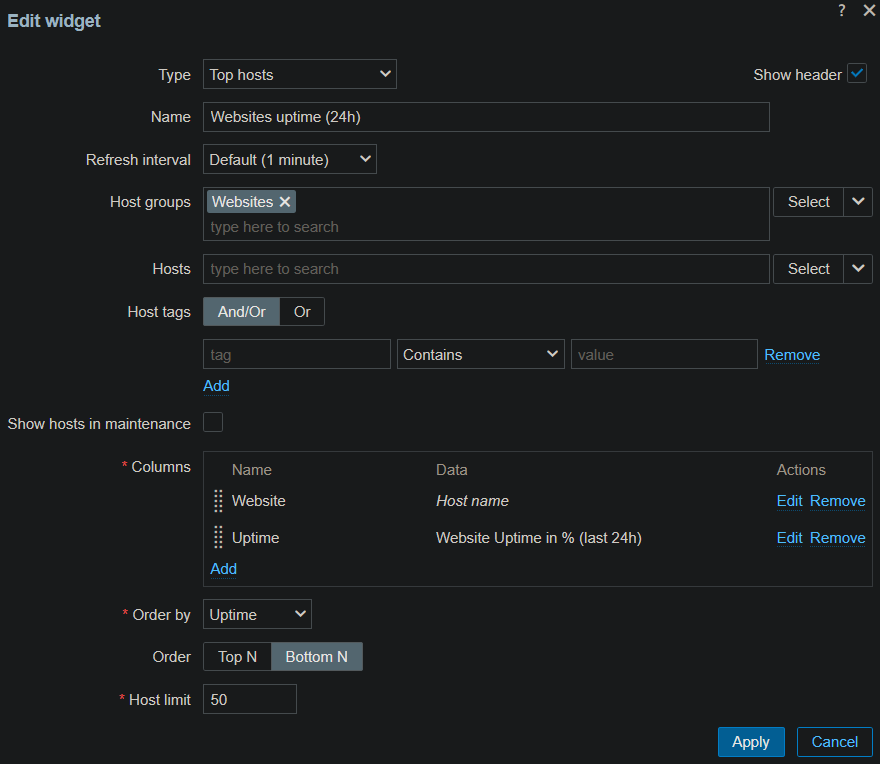 Edit widget
?
Type Top hosts Show header
Name Websites uptime (24h)
Refresh interval Default (1 minute)
Host groups Websites Select
type here to search
Hosts type here to search Select
Host tags And/Or Or
tag Contains value Remove
Add
Show hosts in maintenance
* Columns Name Data Actions
Website Host name Edit Remove
Uptime Website Uptime in % (last 24h) Edit Remove
Add
* Order by Uptime
Order Top N Bottom N
* Host limit 50
Apply Cancel